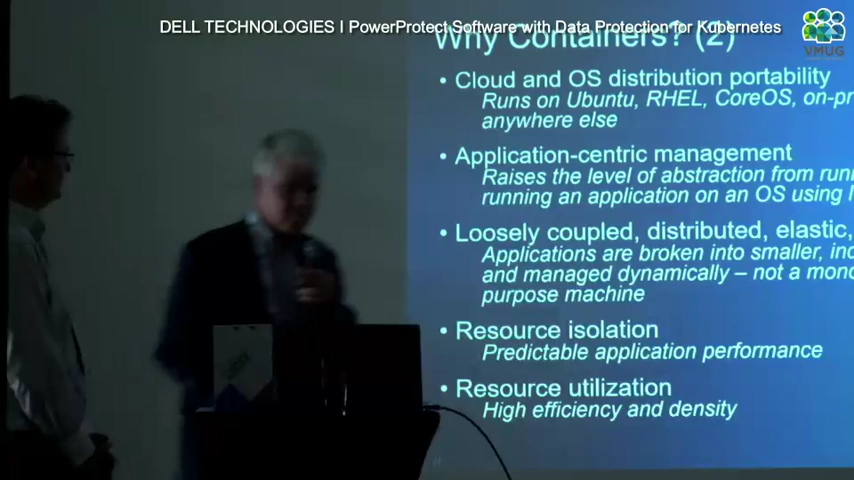 DELL TECHNOLOGIES I PowerProtect Software with Data Protection for Kubernetes
VMUG
Why Containers? (2)
• Cloud and OS distribution portability
Runs on Ubuntu, RHEL, CoreOS, on-pr
anywhere else
• Application-centric management
Raises the level of abstraction from run
running an application on an OS using
• Loosely coupled, distributed, elastic,
Applications are broken into smaller,
and managed dynamically – not a mono
purpose machine
• Resource isolation
Predictable application performance
• Resource utilization
High efficiency and density